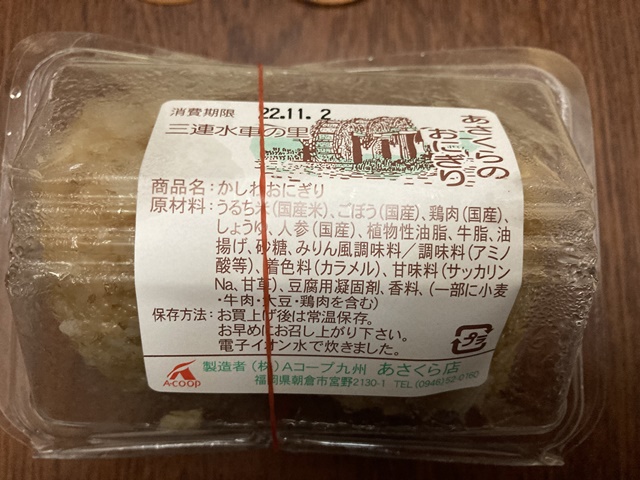 消費期限 22.11.2
三連水車の里
あさくらの
おにぎり
商品名:かしわおにぎり
原材料:うるち米(国産米)、ごぼう(国産)、鶏肉(国産)、
しょうゆ、人参(国産)、植物性油脂、牛脂、油
揚げ、砂糖、みりん風調味料/調味料(アミノ
酸等)、着色料(カラメル)、甘味料(サッカリン
Na、甘草)、豆腐用凝固剤、香料、(一部に小麦
・牛肉・大豆・鶏肉を含む)
保存方法:お買上げ後は常温保存。
お早めにお召し上がり下さい。
電子イオン水で炊きました。
プラ
A-COOP
製造者 (株)Aコープ九州 あさくら店
福岡県朝倉市宮野2130-1 TEL(0946)52-0760